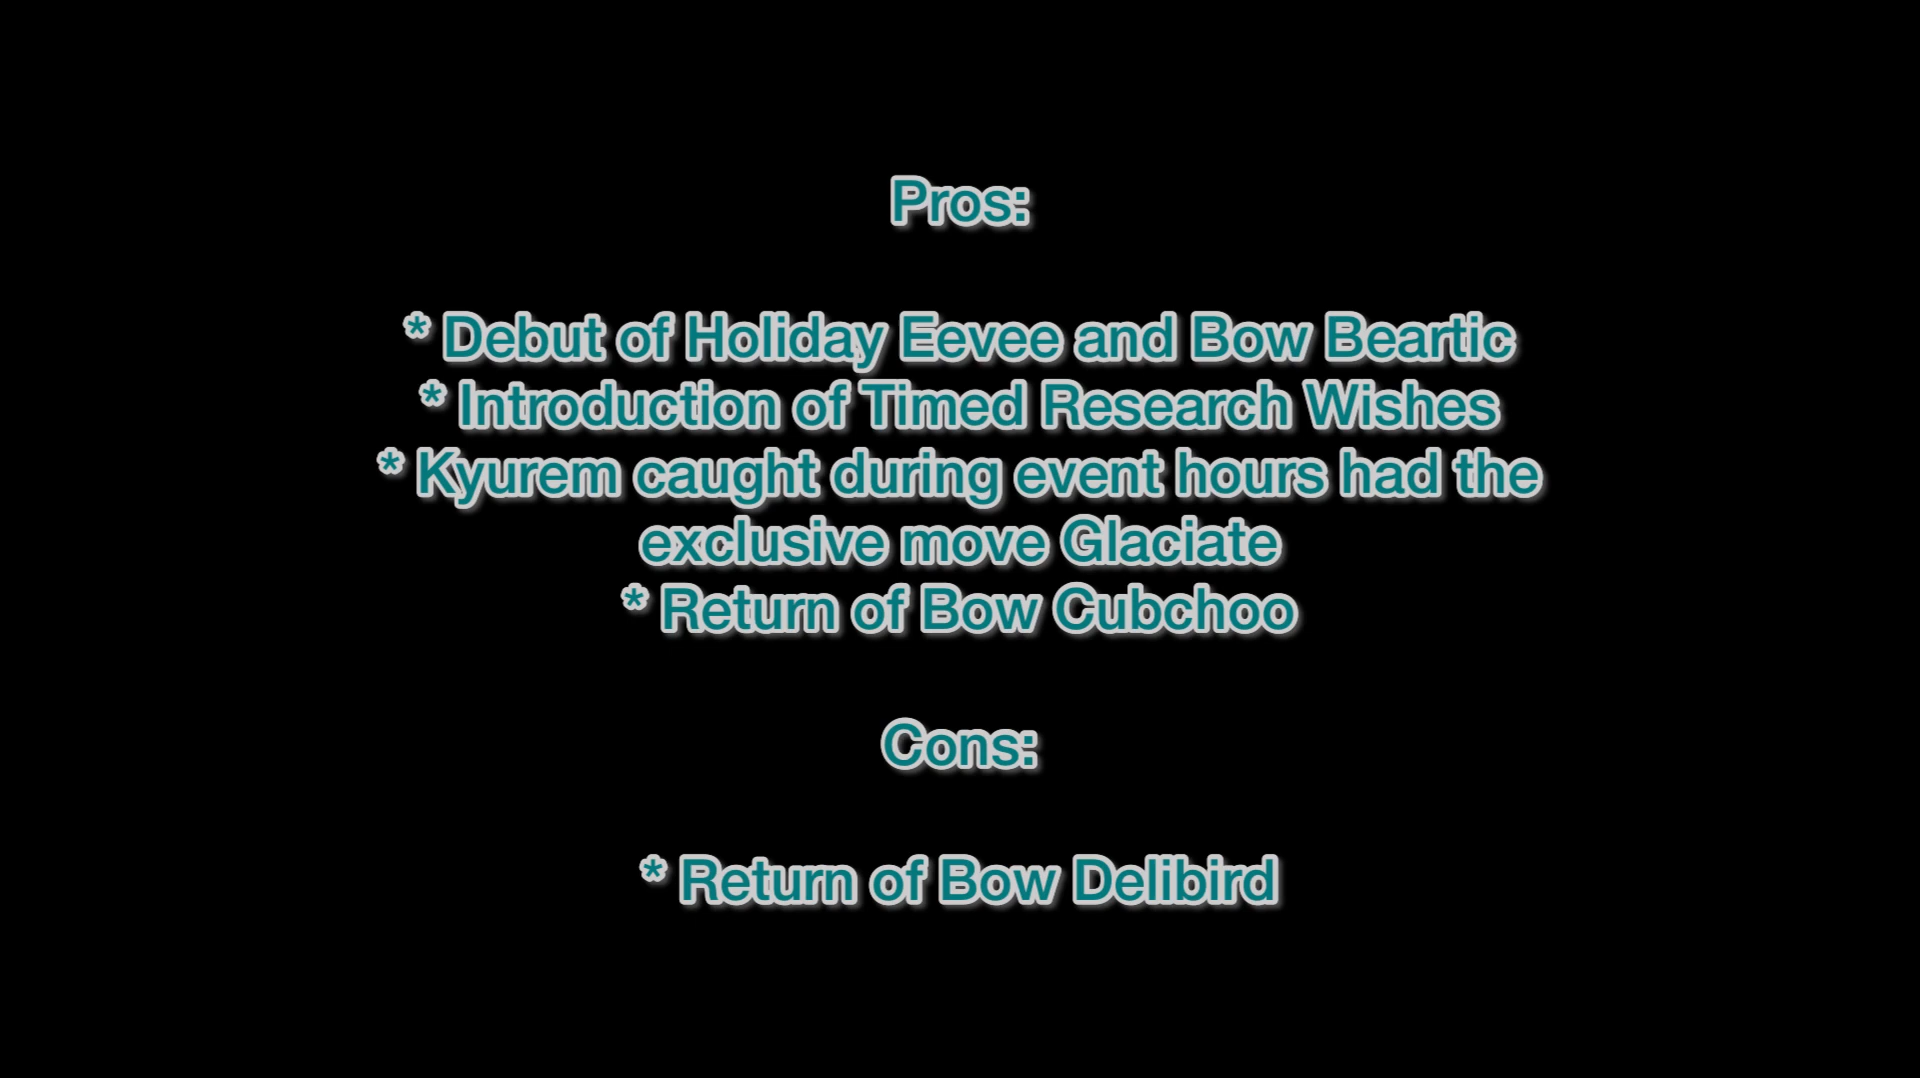 Pros:
* Debut of Holiday Eevee and Bow Beartic
* Introduction of Timed Research Wishes
* Kyurem caught during event hours had the
exclusive move Glaciate
* Return of Bow Cubchoo
Cons:
* Return of Bow Delibird